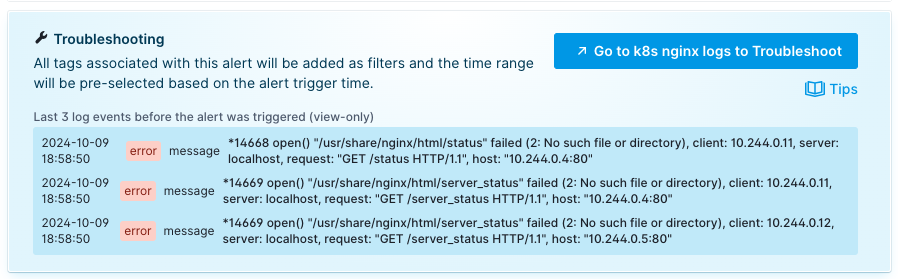 Troubleshooting
All tags associated with this alert will be added as filters and the time range
will be pre-selected based on the alert trigger time.
Go to k8s nginx logs to Troubleshoot
Tips
Last 3 log events before the alert was triggered (view-only)
2024-10-09
18:58:50
error
message
*14668 open() "/usr/share/nginx/html/status" failed (2: No such file or directory), client: 10.244.0.11, server:
localhost, request: "GET /status HTTP/1.1", host: "10.244.0.4:80"
2024-10-09
18:58:50
error
message
*14669 open() "/usr/share/nginx/html/server_status" failed (2: No such file or directory), client: 10.244.0.11,
server: localhost, request: "GET /server_status HTTP/1.1", host: "10.244.0.4:80"
2024-10-09
18:58:50
error
message
*14669 open() "/usr/share/nginx/html/server_status" failed (2: No such file or directory), client: 10.244.0.12,
server: localhost, request: "GET /server_status HTTP/1.1", host: "10.244.0.5:80"